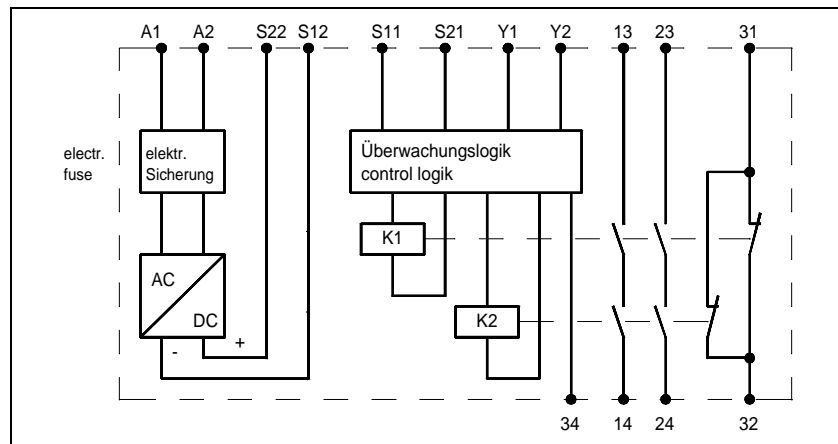 A1 A2 S22 S12 S11 S21 Y1 Y2 13 23 31
electr.
fuse
elektr.
Sicherung
Überwachungslogik
control logik
K1
AC
DC
K2
- +
34 14 24 32